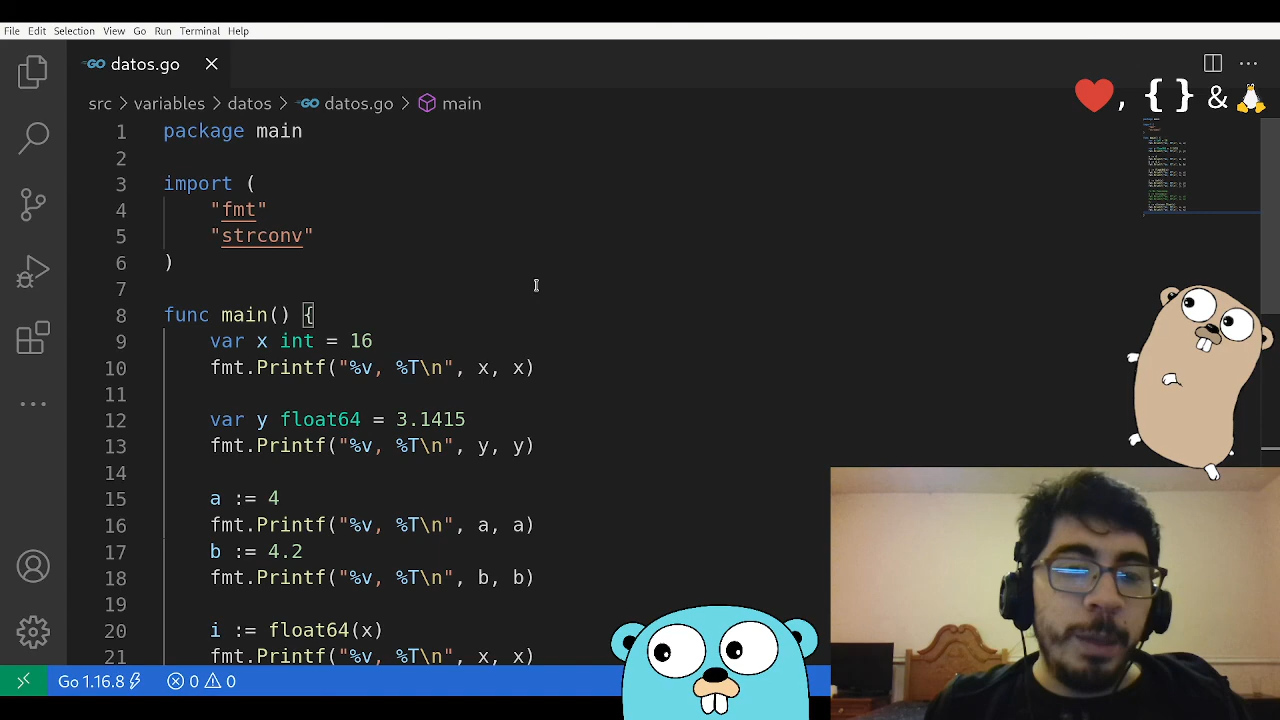 File Edit Selection View Go Run Terminal Help
GO datos.go ×
src > variables > datos > GO datos.go > main
, { } &
1 package main
2
3 import (
4 "fmt"
5 "strconv"
6 )
7
8 func main() {
9 var x int = 16
10 fmt.Printf("%v, %T\n", x, x)
11
12 var y float64 = 3.1415
13 fmt.Printf("%v, %T\n", y, y)
14
15 a := 4
16 fmt.Printf("%v, %T\n", a, a)
17 b := 4.2
18 fmt.Printf("%v, %T\n", b, b)
19
20 i := float64(x)
21 fmt.Printf("%v, %T\n", x, x)
Go 1.16.8 0 0